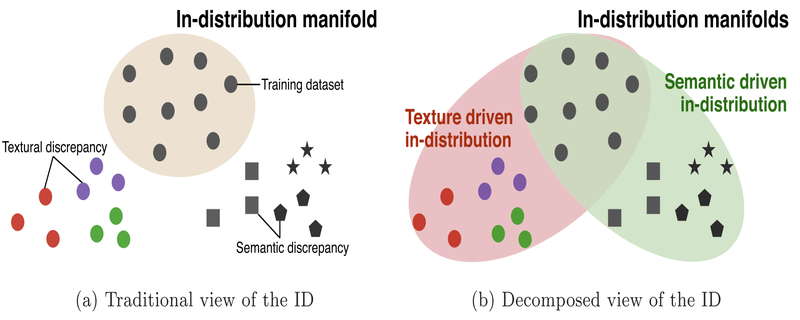 In-distribution manifold
Training dataset
Textural discrepancy
Semantic discrepancy
(a) Traditional view of the ID
In-distribution manifolds
Semantic driven
in-distribution
Texture driven
in-distribution
(b) Decomposed view of the ID